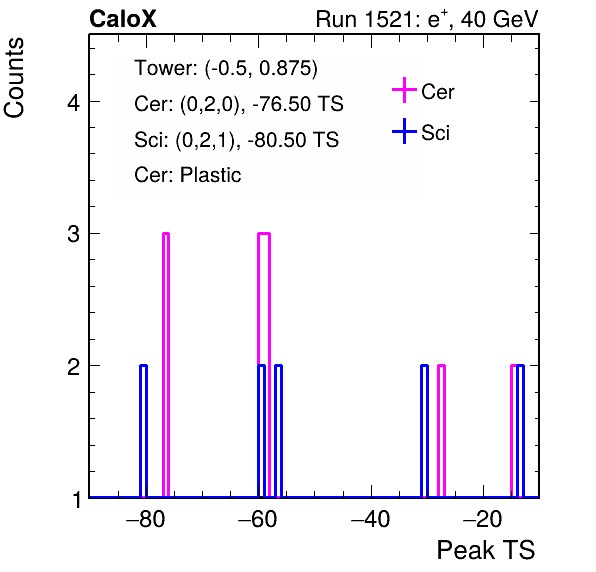 CaloX Run 1521: e+, 40 GeV
Counts
Tower: (-0.5, 0.875)
Cer: (0,2,0), -76.50 TS
Sci: (0,2,1), -80.50 TS
Cer: Plastic
Cer
Sci
4
3
2
1
−80 −60 −40 −20
Peak TS